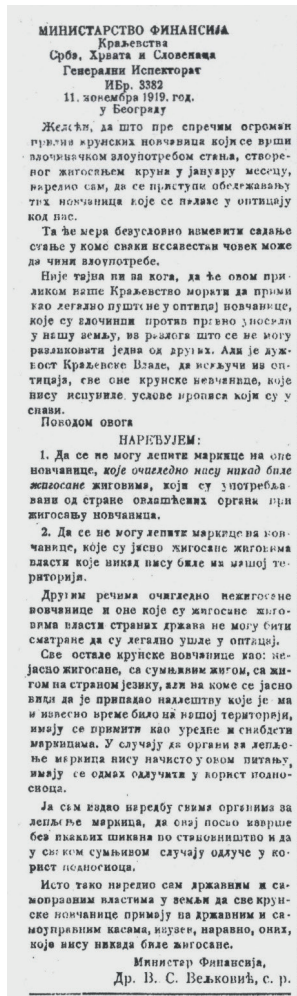 МИНИСТАРСТВО ФИНАНСИЈА
Краљевства
Срба, Хрвата и Словенаца
Генерални Инспекторат
ИБр. 3382
11. новембра 1919. год.
у Београду
Желећи, да што пре спречим огроман
прилив крунских новчаница који се врши
злочиначком злоупотребом стања, створе-
ног жигосањем круна у јануару месецу,
наредио сам, да се приступи обележавању
тих новчаница које се налазе у оптицају
код нас.
Та ће мера безусловно изменити садање
стање у коме сваки несавестан човек може
да чини злоупотребе.
Није тајна ни за кога, да ће овом при-
ликом наше Краљевство морати да прими
као легално пуштене у оптицај новчанице,
које су злочинци противправно уносили
у нашу земљу, из разлога што се не могу
разликовати једна од других. Али је дуж-
ност Краљевске Владе, да искључи из оп-
тицаја, све оне крунске новчанице, које
нису испуниле услове прописа који су у
снази.
Поводом овога
НАРЕЂУЈЕМ:
1. Да се не могу лепити маркице на оне
новчанице, које очигледно нису никад биле
жигосане жиговима, који су употребља-
вани од стране овлашћених органа при
жигосању новчаница.
2. Да се не могу лепити маркице на нов-
чанице, које су јасно жигосане жиговима
власти које никад нису биле на нашој те-
риторији.
Другим речима очигледно нежигосане
новчанице и оне које су жигосане жиго-
вима власти страних држава не могу бити
сматране да су легално ушле у оптицај.
Све остале крунске новчанице као: не-
јасно жигосане, са сумњивим жигом, са жи-
гом на страном језику, али на коме се јасно
види да је припадао надлештву које је ма
и извесно време било на нашој територији,
имају се примити као уредне и снабдети
маркицама. У случају да органи за лепље-
ње маркица нису начисто у овом питању,
имају се одмах одлучити у корист подно-
сиоца.
Ја сам издао наредбу свима органима за
лепљење маркица, да овај посао изврше
без икаквих шикана по становништво и да
у сваком сумњивом случају одлуче у ко-
рист подносиоца.
Исто тако наредио сам државним и са-
моправним властима у земљи да све крун-
ске новчанице примају на државним и са-
моуправним касама, изузев, наравно, оних,
које нису никада биле жигосане.
Министар Финансија,
Др. В. С. Вељковић, с. р.